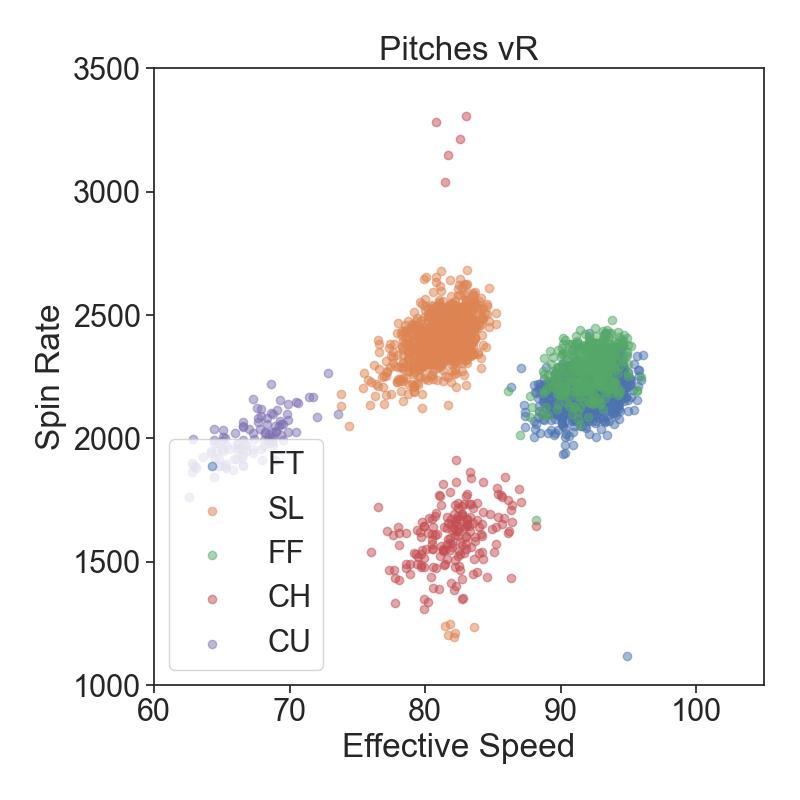 Pitches vR
3500
3000
2500
2000
1500
1000
Spin Rate
FT
SL
FF
CH
CU
60 70 80 90 100
Effective Speed